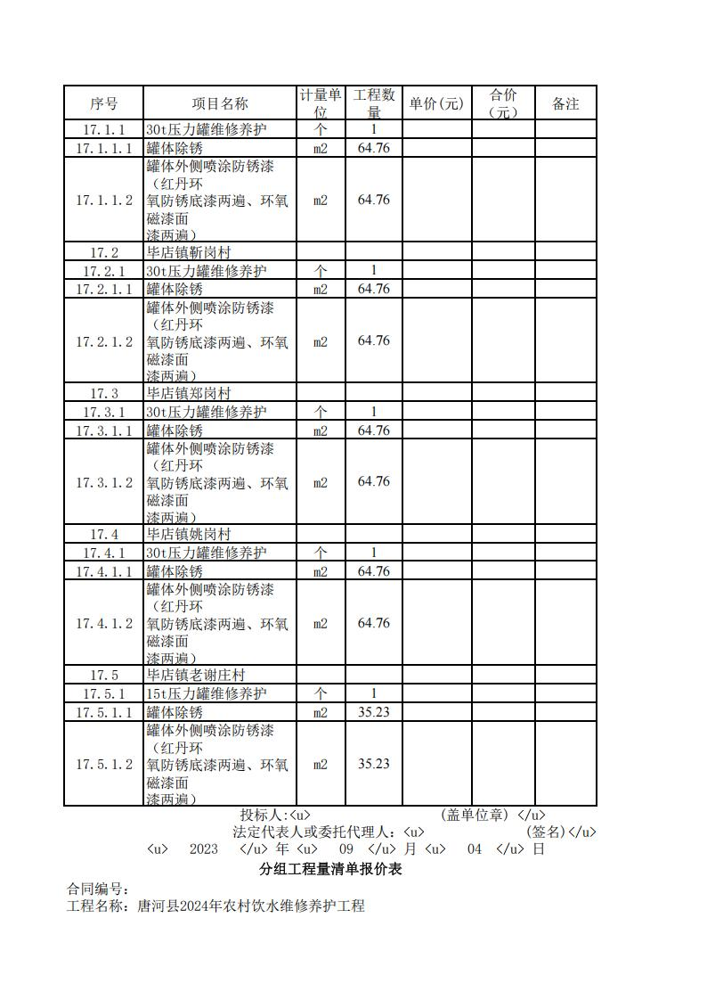 序号 项目名称 计量单位 工程数量 单价(元) 合价（元） 备注
17.1.1 30t压力罐维修养护 个 1
17.1.1.1 罐体除锈 m2 64.76
17.1.1.2 罐体外侧喷涂防锈漆（红丹环氧防锈底漆两遍、环氧磁漆面漆两遍） m2 64.76
17.2 毕店镇靳岗村
17.2.1 30t压力罐维修养护 个 1
17.2.1.1 罐体除锈 m2 64.76
17.2.1.2 罐体外侧喷涂防锈漆（红丹环氧防锈底漆两遍、环氧磁漆面漆两遍） m2 64.76
17.3 毕店镇郑岗村
17.3.1 30t压力罐维修养护 个 1
17.3.1.1 罐体除锈 m2 64.76
17.3.1.2 罐体外侧喷涂防锈漆（红丹环氧防锈底漆两遍、环氧磁漆面漆两遍） m2 64.76
17.4 毕店镇姚岗村
17.4.1 30t压力罐维修养护 个 1
17.4.1.1 罐体除锈 m2 64.76
17.4.1.2 罐体外侧喷涂防锈漆（红丹环氧防锈底漆两遍、环氧磁漆面漆两遍） m2 64.76
17.5 毕店镇老谢庄村
17.5.1 15t压力罐维修养护 个 1
17.5.1.1 罐体除锈 m2 35.23
17.5.1.2 罐体外侧喷涂防锈漆（红丹环氧防锈底漆两遍、环氧磁漆面漆两遍） m2 35.23
投标人:<u> (盖单位章) </u>
法定代表人或委托代理人：<u> (签名)</u>
<u> 2023 </u> 年 <u> 09 </u> 月 <u> 04 </u> 日
分组工程量清单报价表
合同编号：
工程名称：唐河县2024年农村饮水维修养护工程